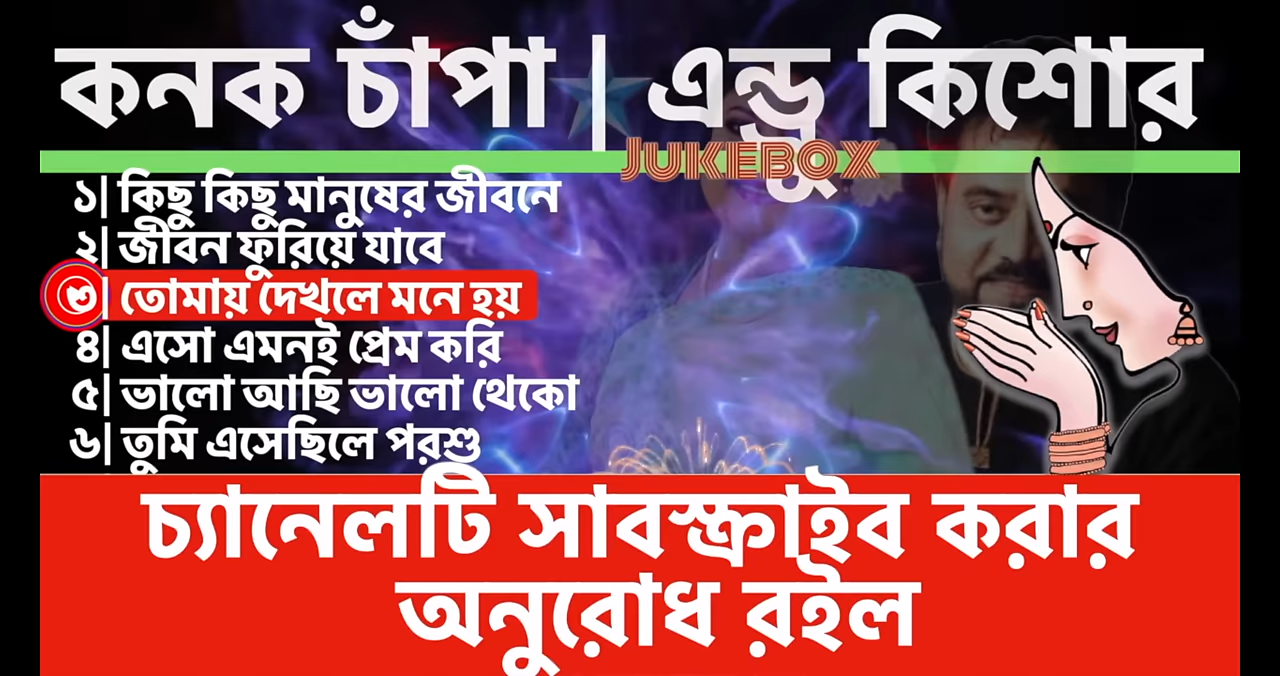 কনক চাঁপা | এন্ড্রু কিশোর
JUKEBOX
১| কিছু কিছু মানুষের জীবনে
২| জীবন ফুরিয়ে যাবে
৩| তোমায় দেখলে মনে হয়
৪| এসো এমনই প্রেম করি
৫| ভালো আছি ভালো থেকো
৬| তুমি এসেছিলে পরশু
চ্যানেলটি সাবস্ক্রাইব করার
অনুরোধ রইল